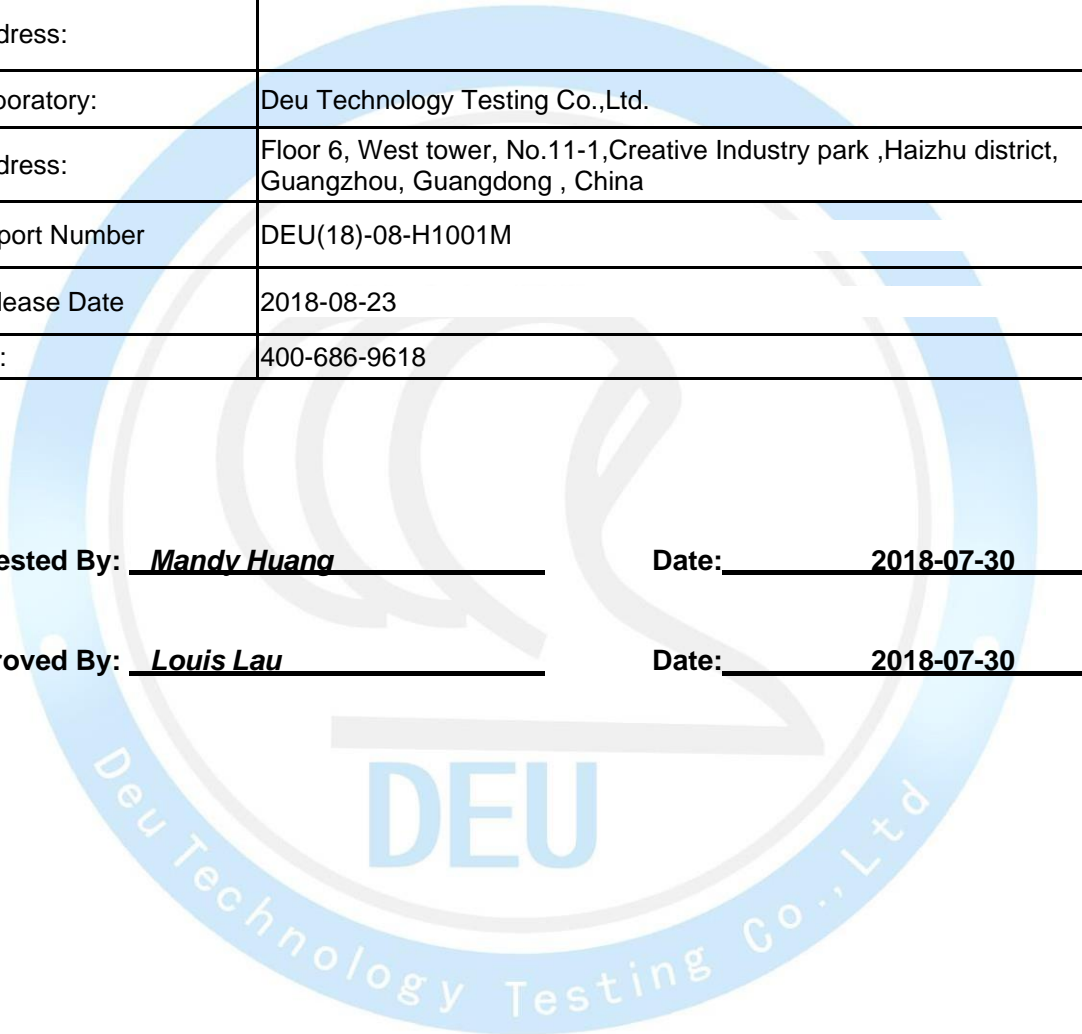 dress:
boratory: Deu Technology Testing Co.,Ltd.
dress: Floor 6, West tower, No.11-1,Creative Industry park ,Haizhu district,
Guangzhou, Guangdong , China
port Number DEU(18)-08-H1001M
lease Date 2018-08-23
: 400-686-9618
ested By: Mandy Huang Date: 2018-07-30
roved By: Louis Lau Date: 2018-07-30
DEU
Deu Technology Testing Co., Ltd